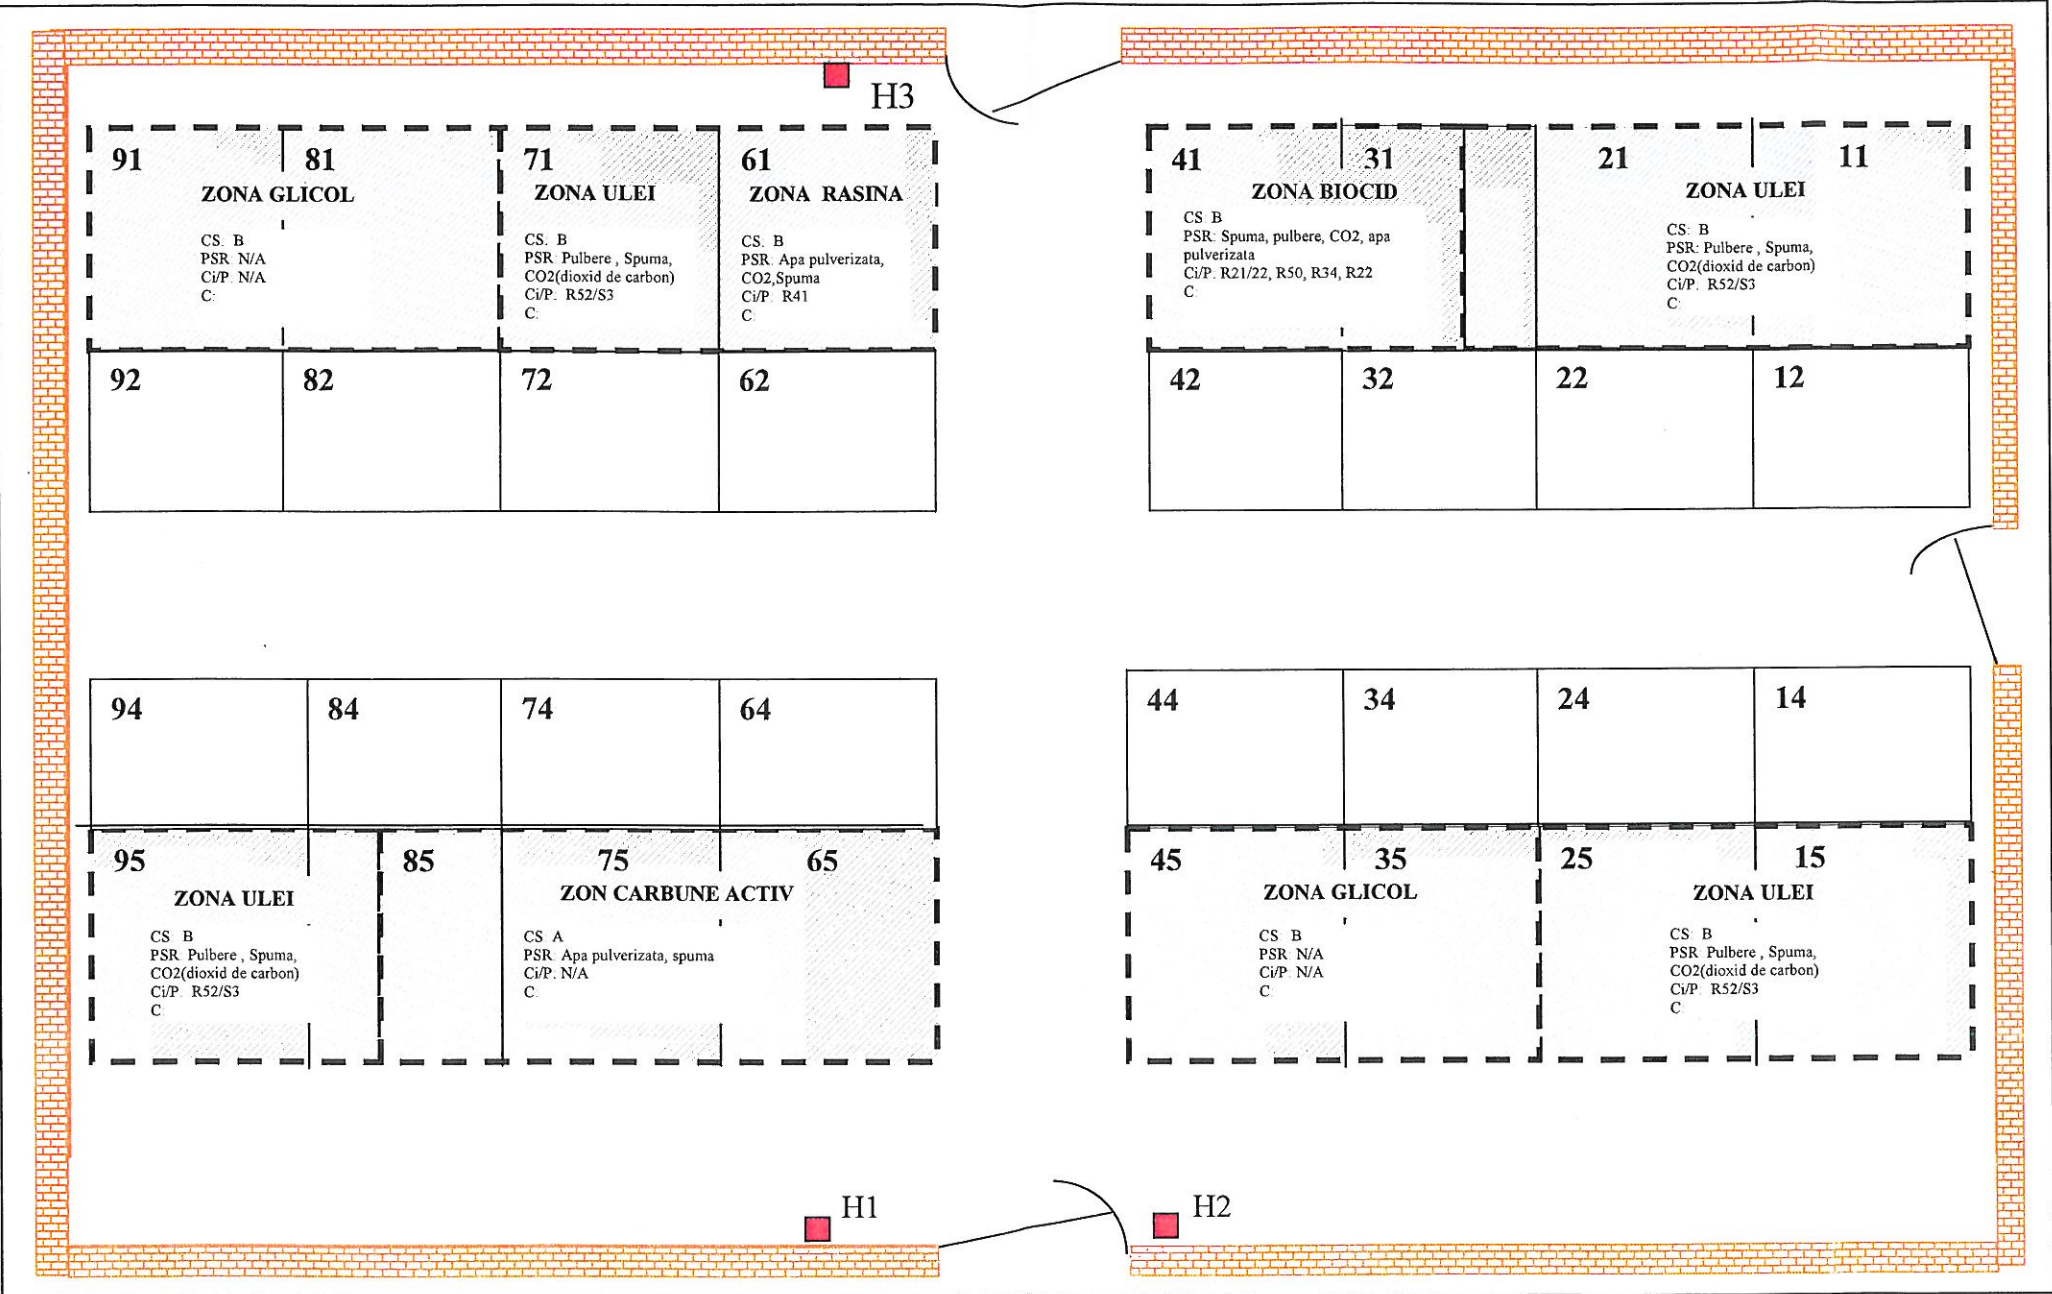 H3
91
81
ZONA GLICOL
CS. B
PSR N/A
Ci/P. N/A
C:
71
ZONA ULEI
CS. B
PSR: Pulbere , Spuma,
CO2(dioxid de carbon)
Ci/P. R52/S3
C:
61
ZONA RASINA
CS. B
PSR. Apa pulverizata,
CO2,Spuma
Ci/P R41
C
41
31
ZONA BIOCID
CS B
PSR: Spuma, pulbere, CO2, apa
pulverizata
Ci/P: R21/22, R50, R34, R22
C
21
11
ZONA ULEI
CS: B
PSR: Pulbere , Spuma,
CO2(dioxid de carbon)
Ci/P: R52/S3
C:
92
82
72
62
42
32
22
12
94
84
74
64
44
34
24
14
95
ZONA ULEI
CS B
PSR Pulbere , Spuma,
CO2(dioxid de carbon)
Ci/P R52/S3
C
85
75
65
ZON CARBUNE ACTIV
CS A
PSR Apa pulverizata, spuma
Ci/P: N/A
C
45
35
ZONA GLICOL
CS B
PSR N/A
Ci/P N/A
C
25
15
ZONA ULEI
CS B
PSR Pulbere , Spuma,
CO2(dioxid de carbon)
Ci/P R52/S3
C
H1
H2